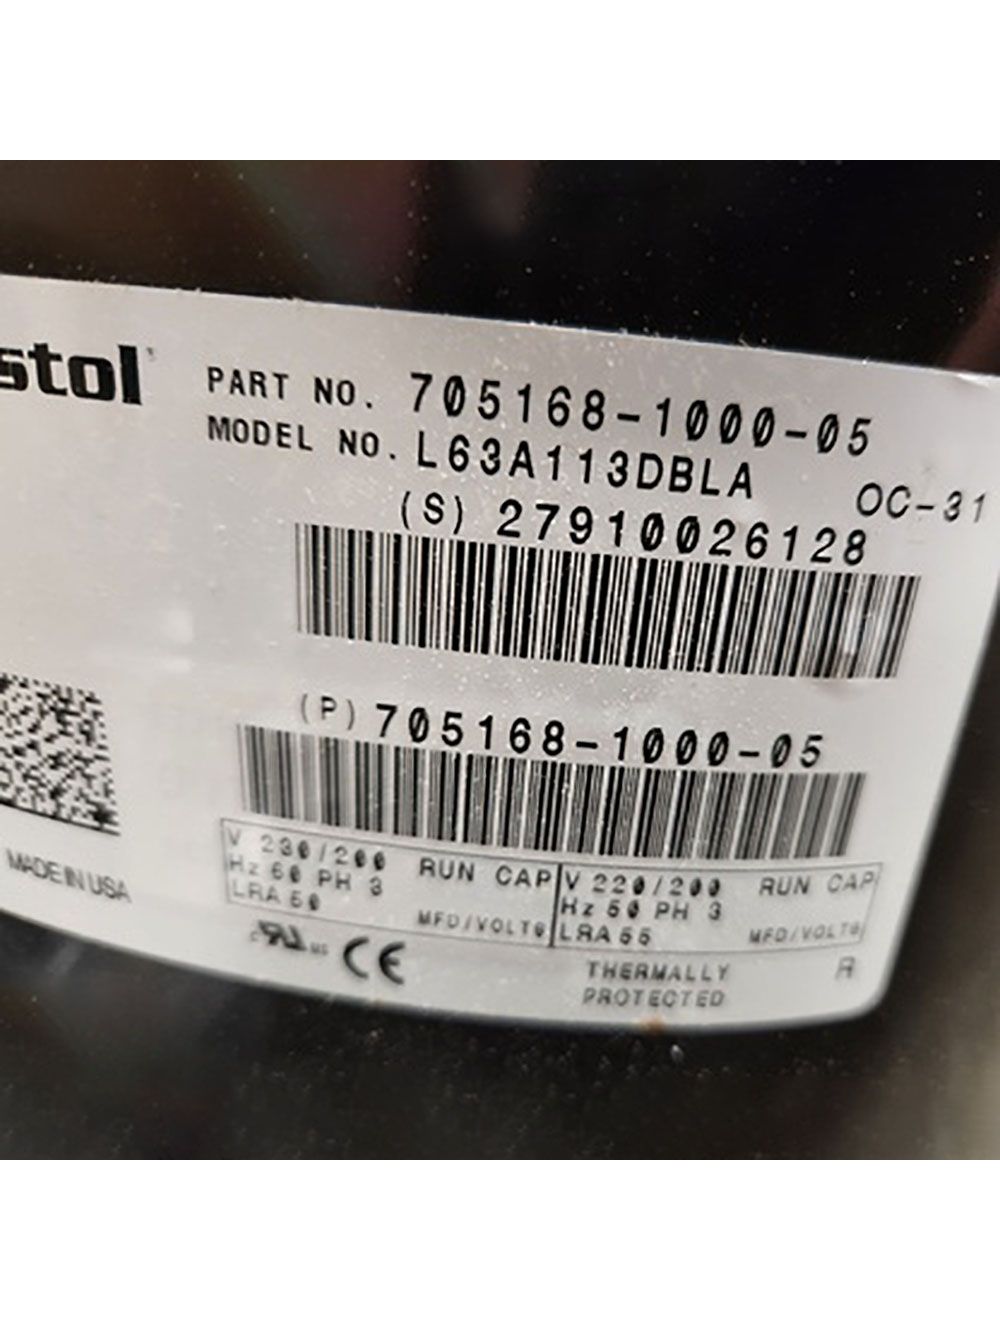 stol
PART NO. 705168-1000-05
MODEL NO. L63A113DBLA
OC-31
(S) 27910026128
(P) 705168-1000-05
V 230/200 RUN CAP
Hz 60 PH 3
LRA MFD/VOLTS
V 220/200 RUN CAP
Hz 50 PH 3
LRA 55 MFD/VOLTS
MADE IN USA
c US CE
THERMALLY
PROTECTED
R